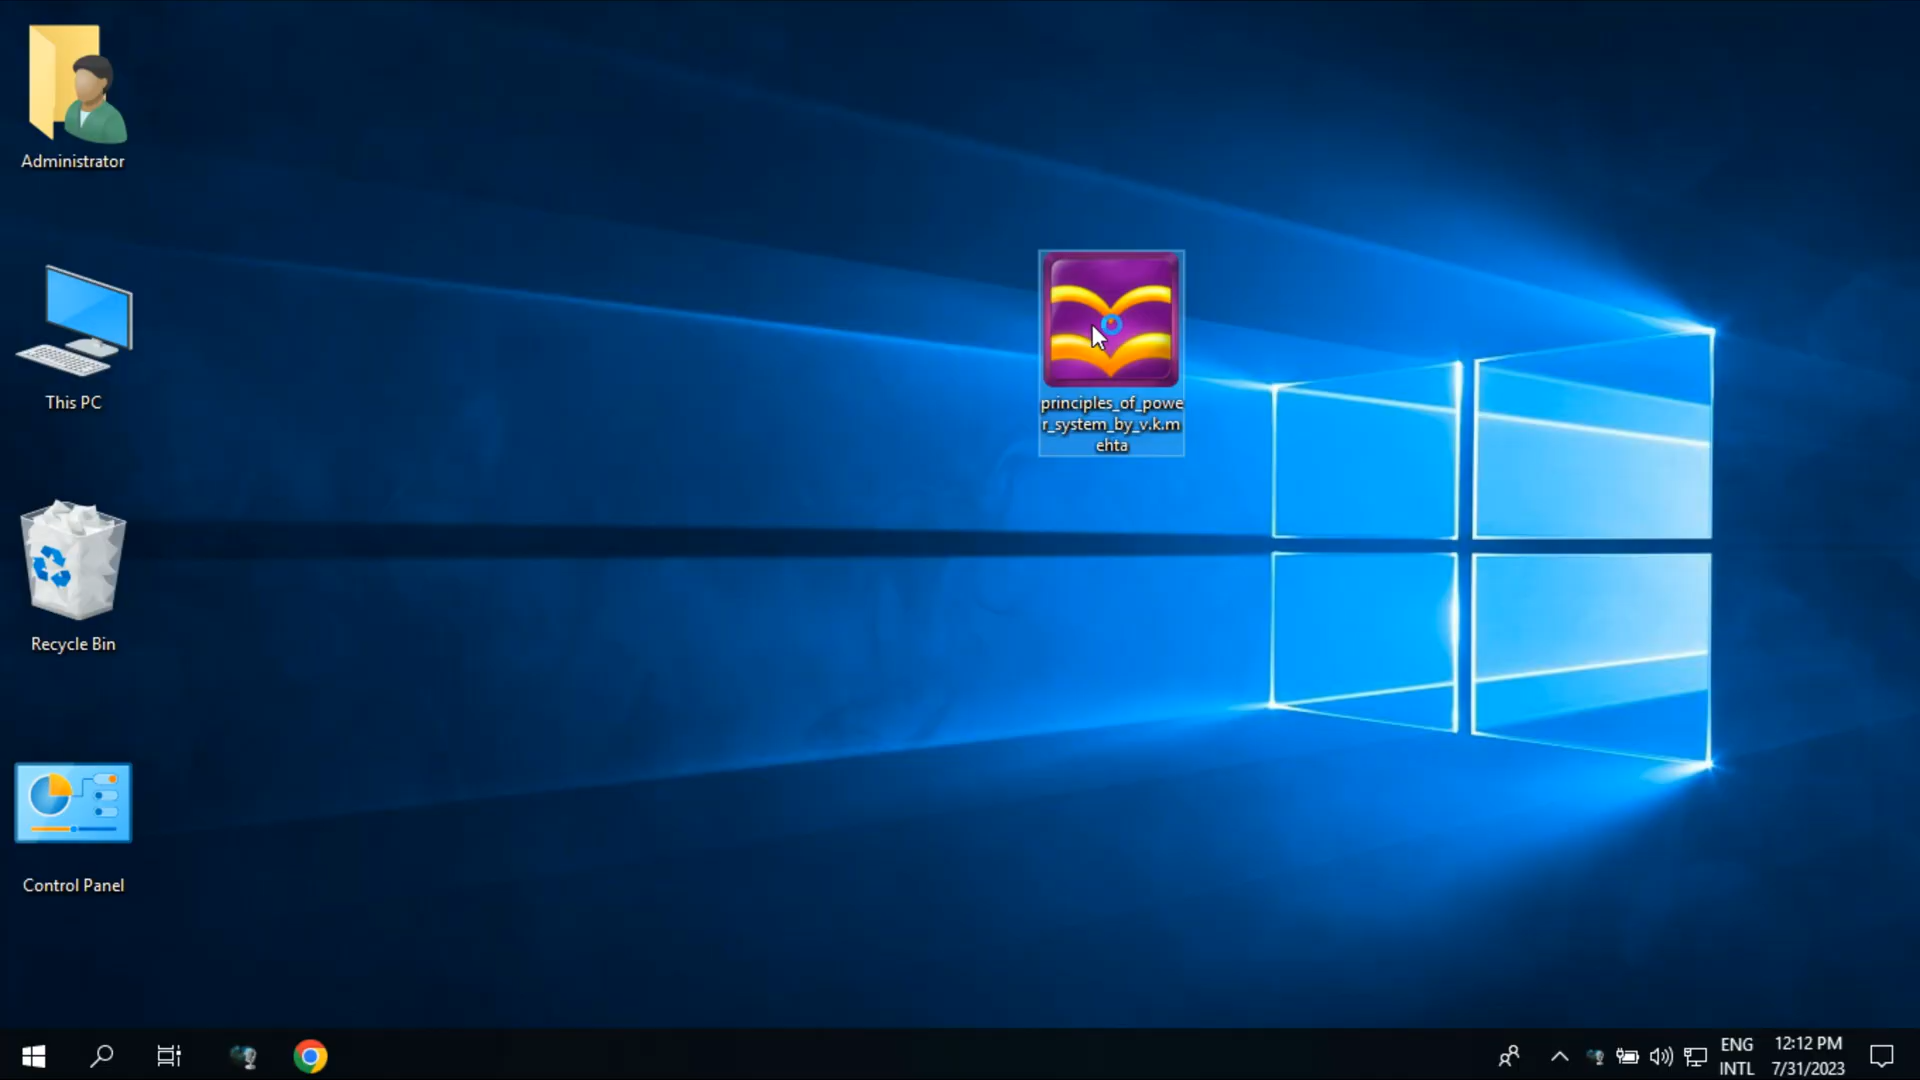 Administrator
This PC
Recycle Bin
Control Panel
principles_of_powe
r_system_by_v.k.m
ehta
ENG
INTL
12:12 PM
7/31/2023